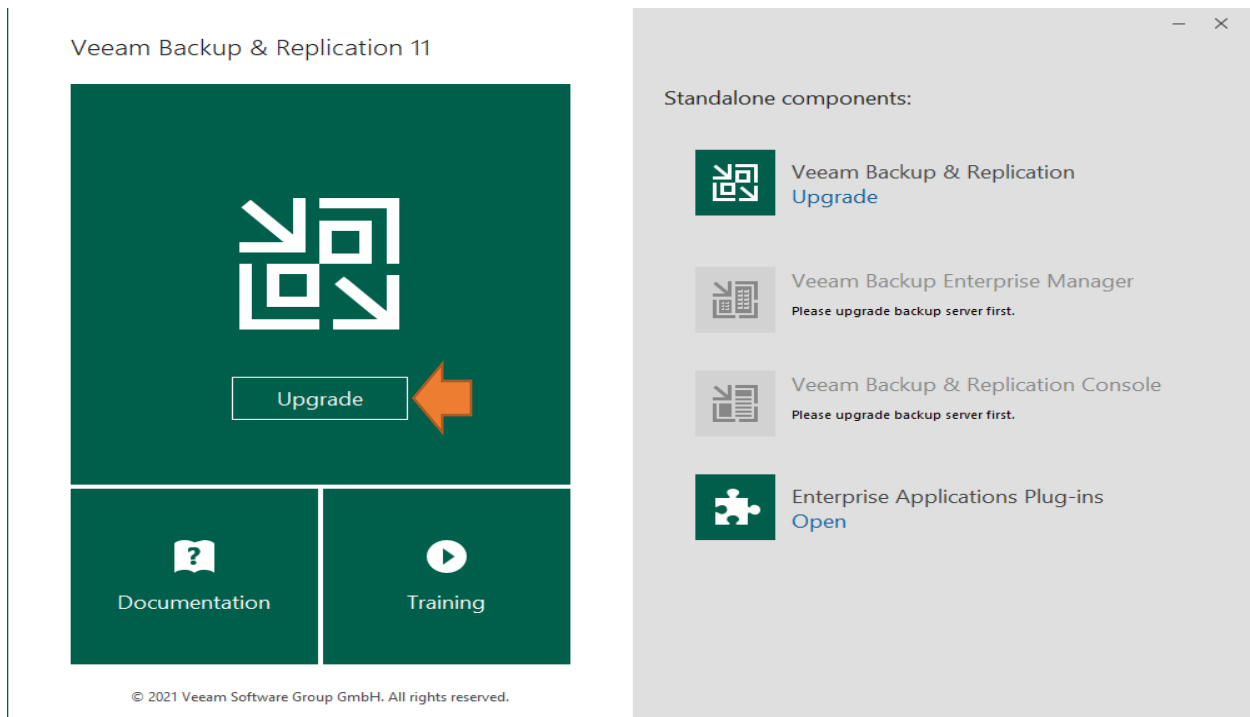 Veeam Backup & Replication 11
Upgrade
Documentation
Training
© 2021 Veeam Software Group GmbH. All rights reserved.
Standalone components:
Veeam Backup & Replication
Upgrade
Veeam Backup Enterprise Manager
Please upgrade backup server first.
Veeam Backup & Replication Console
Please upgrade backup server first.
Enterprise Applications Plug-ins
Open